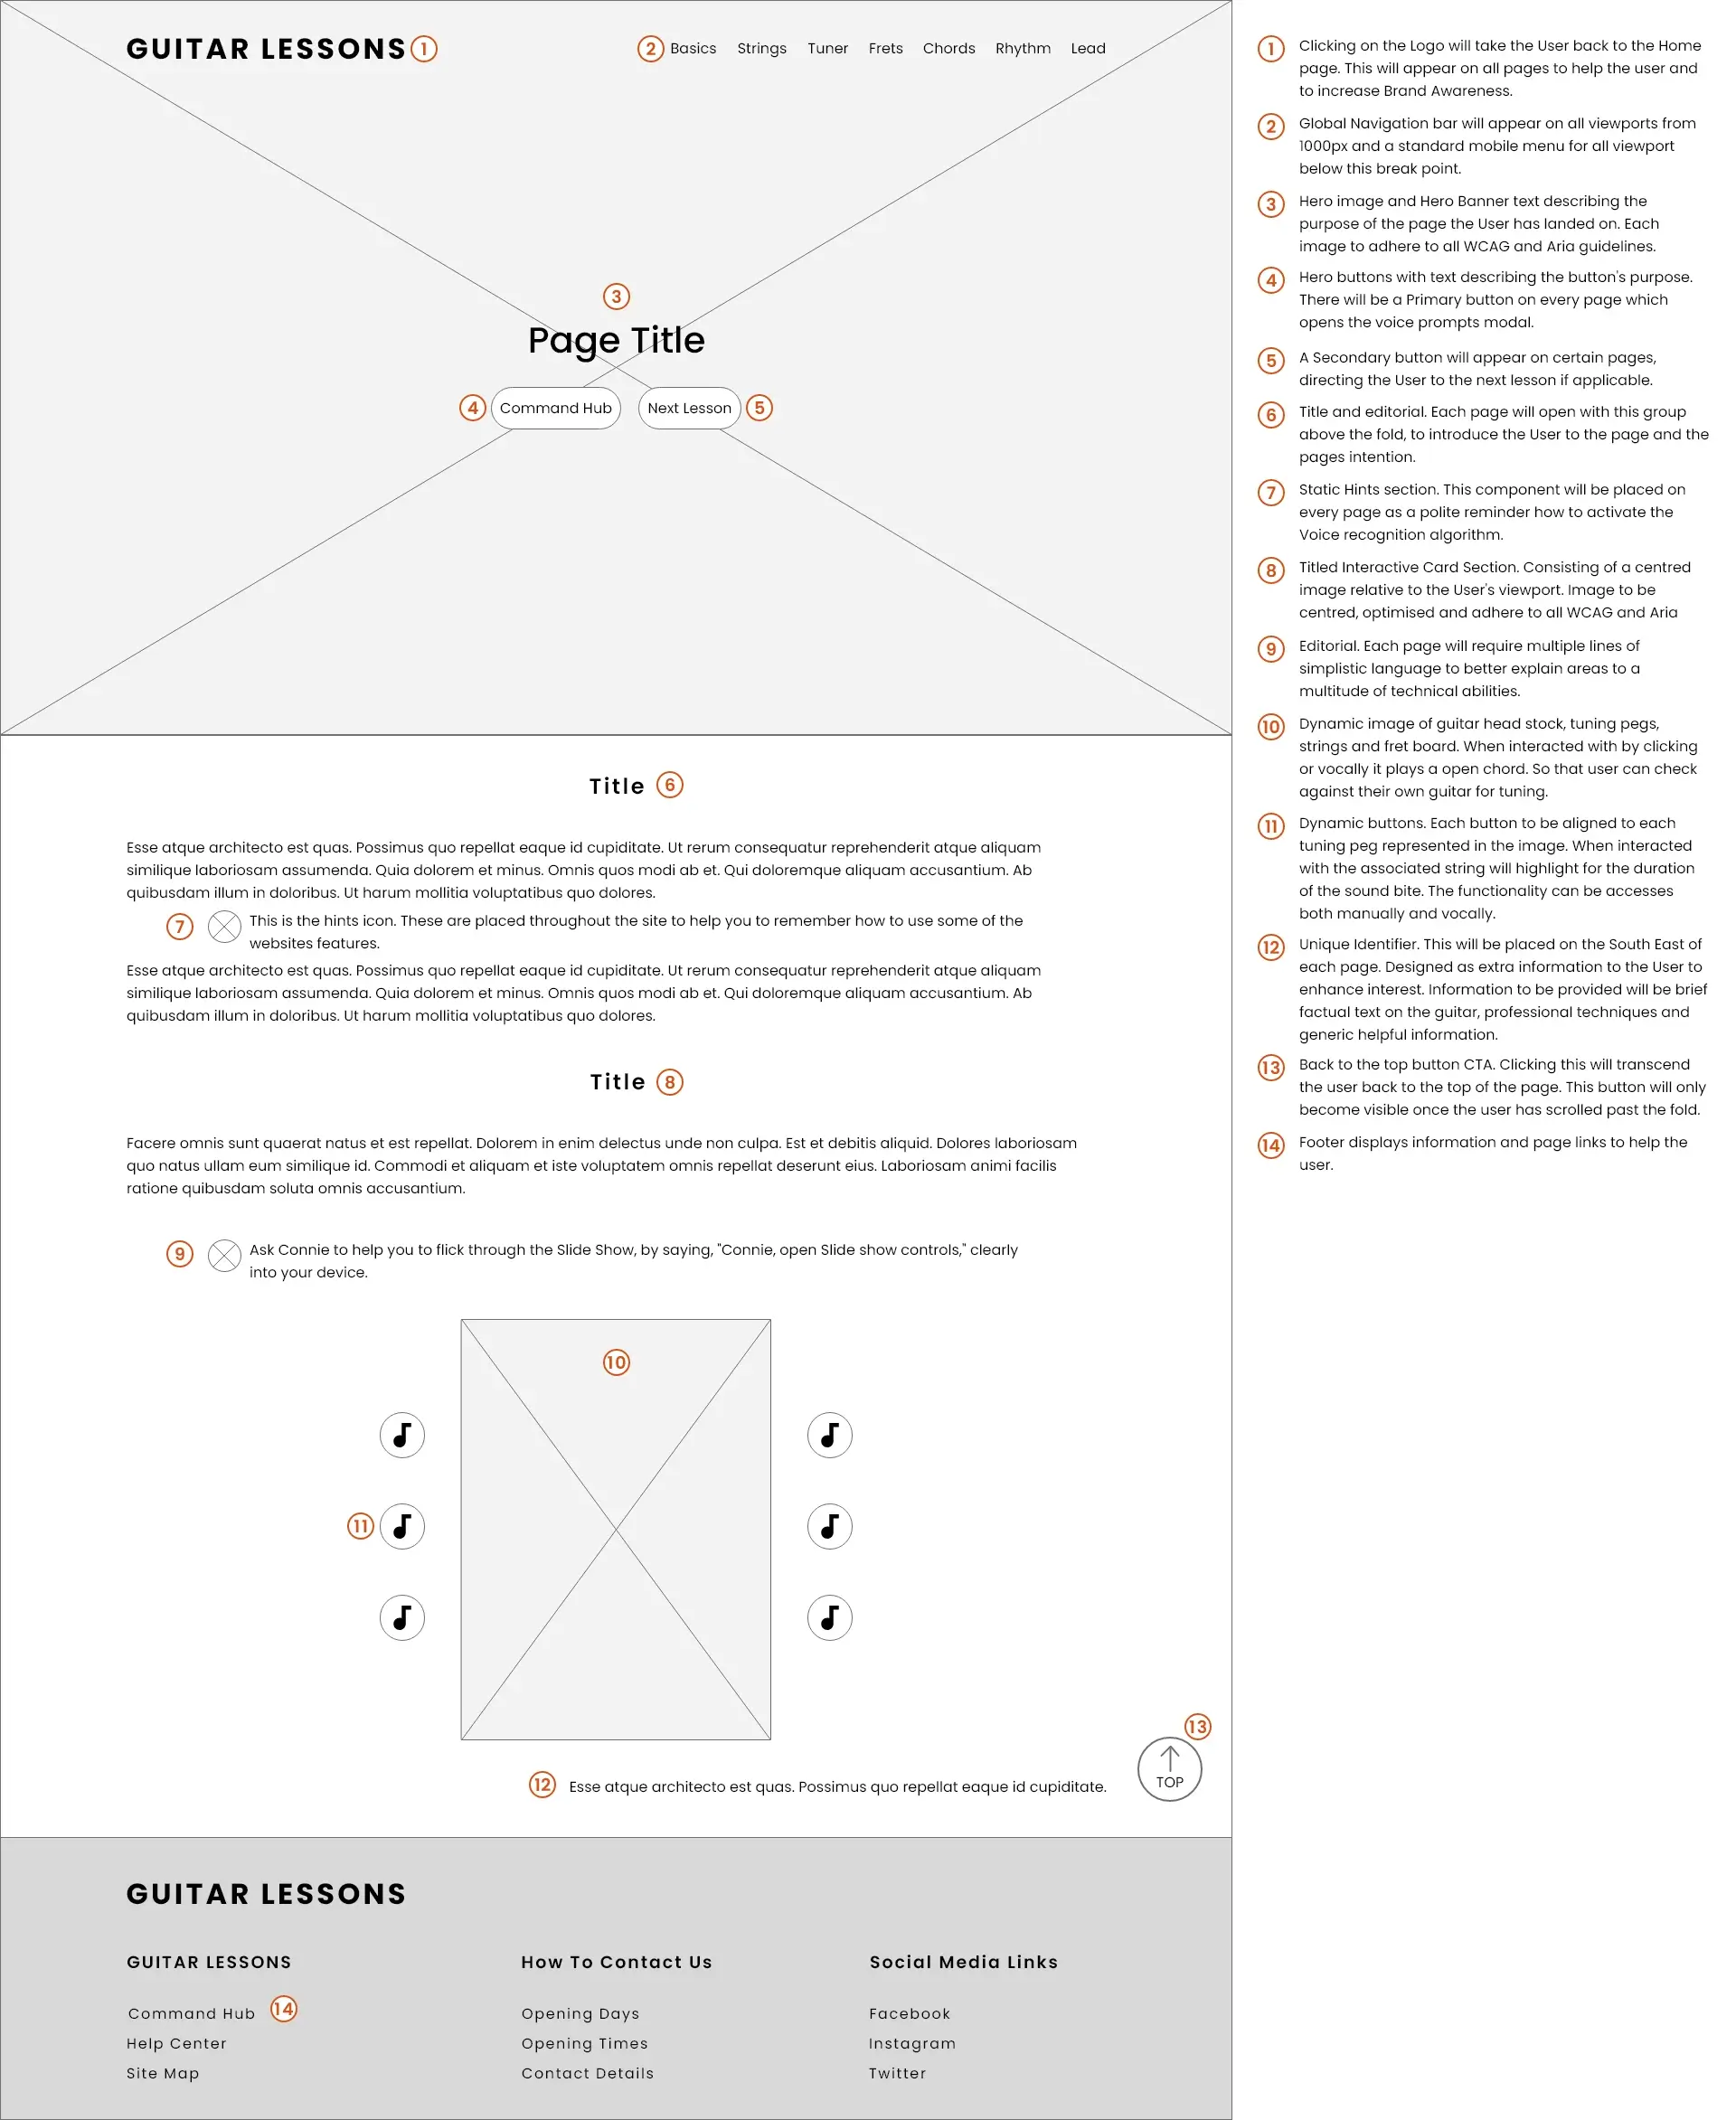 GUITAR LESSONS 1
2 Basics Strings Tuner Frets Chords Rhythm Lead
3
Page Title
4 Command Hub Next Lesson 5
Title 6
Esse atque architecto est quas. Possimus quo repellat eaque id cupiditate. Ut rerum consequatur reprehenderit atque aliquam
similique laboriosam assumenda. Quia dolorem et minus. Omnis quos modi ab et. Qui doloremque aliquam accusantium. Ab
quibusdam illum in doloribus. Ut harum mollitia voluptatibus quo dolores.
7 This is the hints icon. These are placed throughout the site to help you to remember how to use some of the
websites features.
Esse atque architecto est quas. Possimus quo repellat eaque id cupiditate. Ut rerum consequatur reprehenderit atque aliquam
similique laboriosam assumenda. Quia dolorem et minus. Omnis quos modi ab et. Qui doloremque aliquam accusantium. Ab
quibusdam illum in doloribus. Ut harum mollitia voluptatibus quo dolores.
Title 8
Facere omnis sunt quaerat natus et est repellat. Dolorem in enim delectus unde non culpa. Est et debitis aliquid. Dolores laboriosam
quo natus ullam eum similique id. Commodi et aliquam et iste voluptatem omnis repellat deserunt eius. Laboriosam animi facilis
ratione quibusdam soluta omnis accusantium.
9 Ask Connie to help you to flick through the Slide Show, by saying, "Connie, open Slide show controls," clearly
into your device.
10
11
13
TOP
12 Esse atque architecto est quas. Possimus quo repellat eaque id cupiditate.
GUITAR LESSONS
GUITAR LESSONS
Command Hub 14
Help Center
Site Map
How To Contact Us
Opening Days
Opening Times
Contact Details
Social Media Links
Facebook
Instagram
Twitter
1 Clicking on the Logo will take the User back to the Home
page. This will appear on all pages to help the user and
to increase Brand Awareness.
2 Global Navigation bar will appear on all viewports from
1000px and a standard mobile menu for all viewport
below this break point.
3 Hero image and Hero Banner text describing the
purpose of the page the User has landed on. Each
image to adhere to all WCAG and Aria guidelines.
4 Hero buttons with text describing the button's purpose.
There will be a Primary button on every page which
opens the voice prompts modal.
5 A Secondary button will appear on certain pages,
directing the User to the next lesson if applicable.
6 Title and editorial. Each page will open with this group
above the fold, to introduce the User to the page and the
pages intention.
7 Static Hints section. This component will be placed on
every page as a polite reminder how to activate the
Voice recognition algorithm.
8 Titled Interactive Card Section. Consisting of a centred
image relative to the User's viewport. Image to be
centred, optimised and adhere to all WCAG and Aria
9 Editorial. Each page will require multiple lines of
simplistic language to better explain areas to a
multitude of technical abilities.
10 Dynamic image of guitar head stock, tuning pegs,
strings and fret board. When interacted with by clicking
or vocally it plays a open chord. So that user can check
against their own guitar for tuning.
11 Dynamic buttons. Each button to be aligned to each
tuning peg represented in the image. When interacted
with the associated string will highlight for the duration
of the sound bite. The functionality can be accesses
both manually and vocally.
12 Unique Identifier. This will be placed on the South East of
each page. Designed as extra information to the User to
enhance interest. Information to be provided will be brief
factual text on the guitar, professional techniques and
generic helpful information.
13 Back to the top button CTA. Clicking this will transcend
the user back to the top of the page. This button will only
become visible once the user has scrolled past the fold.
14 Footer displays information and page links to help the
user.